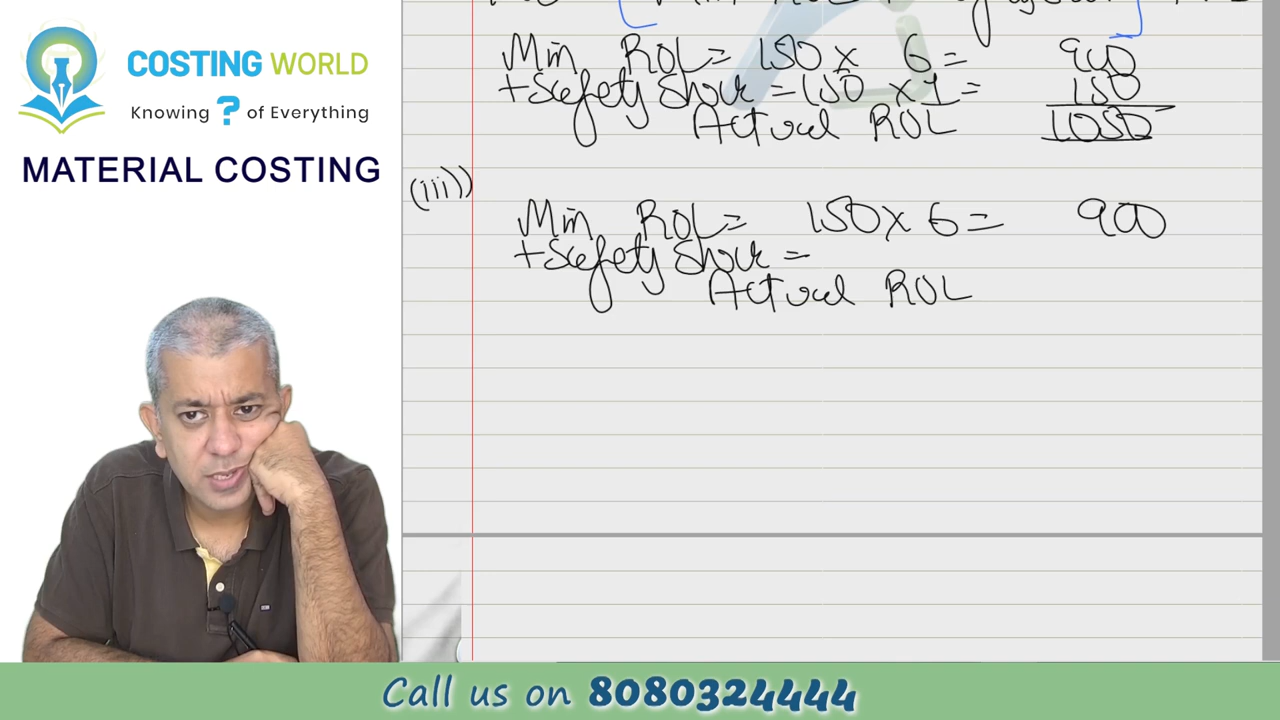 COSTING WORLD
Knowing ? of Everything
MATERIAL COSTING
Min ROL = 150 x 6 = 900
+ Safety Stock = 150 x 1 = 150
Actual ROL 1050
(iii))
Min ROL = 150 x 6 = 900
+ Safety Stock =
Actual ROL
Call us on 8080324444